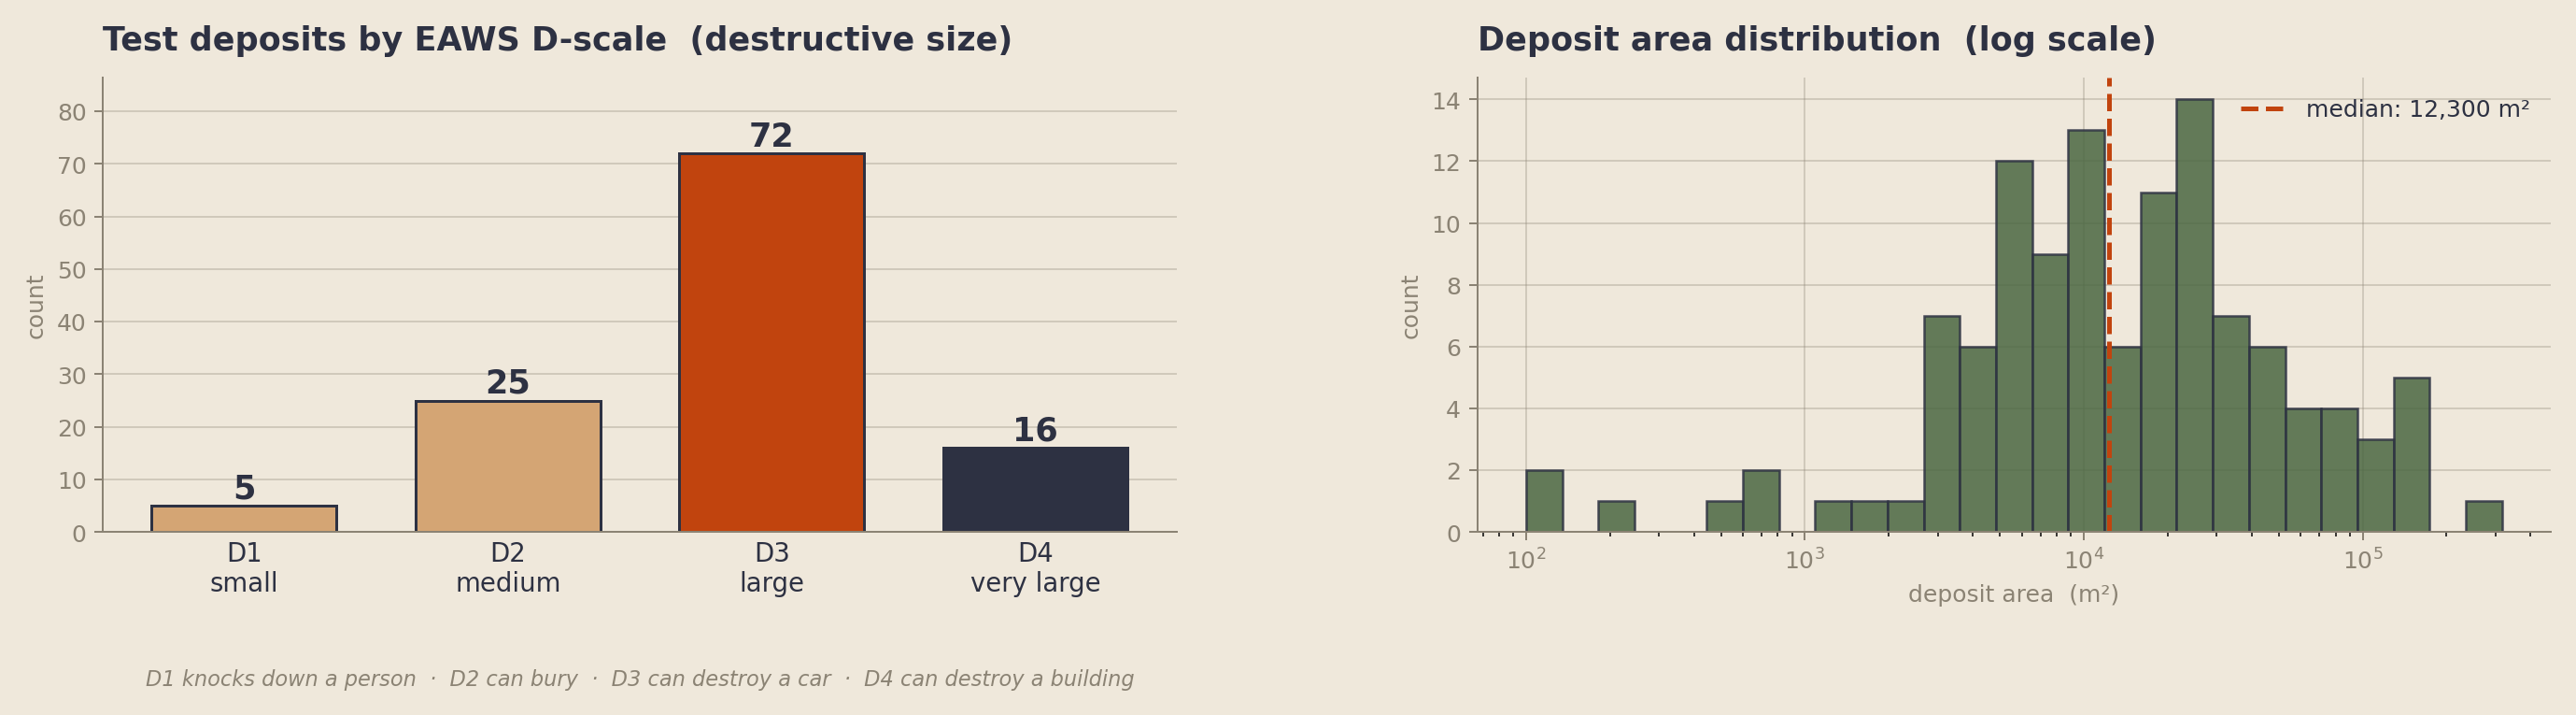 Test deposits by EAWS D-scale (destructive size)
count
80
70
60
50
40
30
20
10
0
5
25
72
16
D1
small
D2
medium
D3
large
D4
very large
D1 knocks down a person · D2 can bury · D3 can destroy a car · D4 can destroy a building
Deposit area distribution (log scale)
count
14
12
10
8
6
4
2
0
median: 12,300 m²
10²
10³
10⁴
10⁵
deposit area (m²)